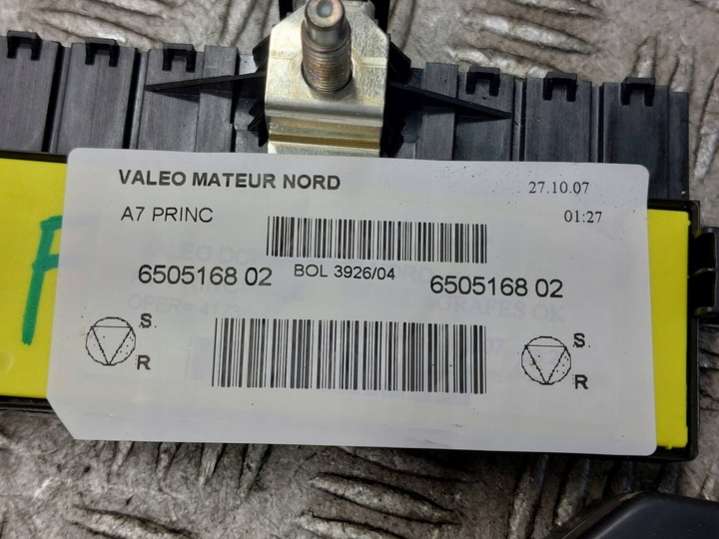 VALEO MATEUR NORD 27.10.07
A7 PRINC 01:27
6505168 02 BOL 3926/04 6505168 02
S. S.
R R
F